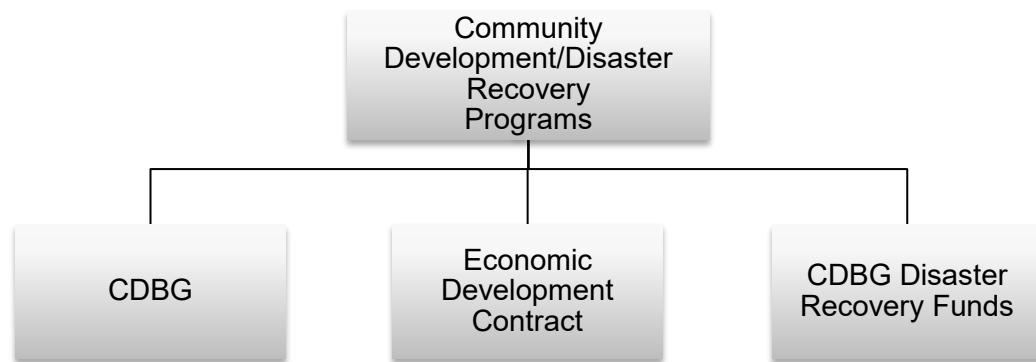 Community
Development/Disaster
Recovery
Programs
CDBG
Economic
Development
Contract
CDBG Disaster
Recovery Funds